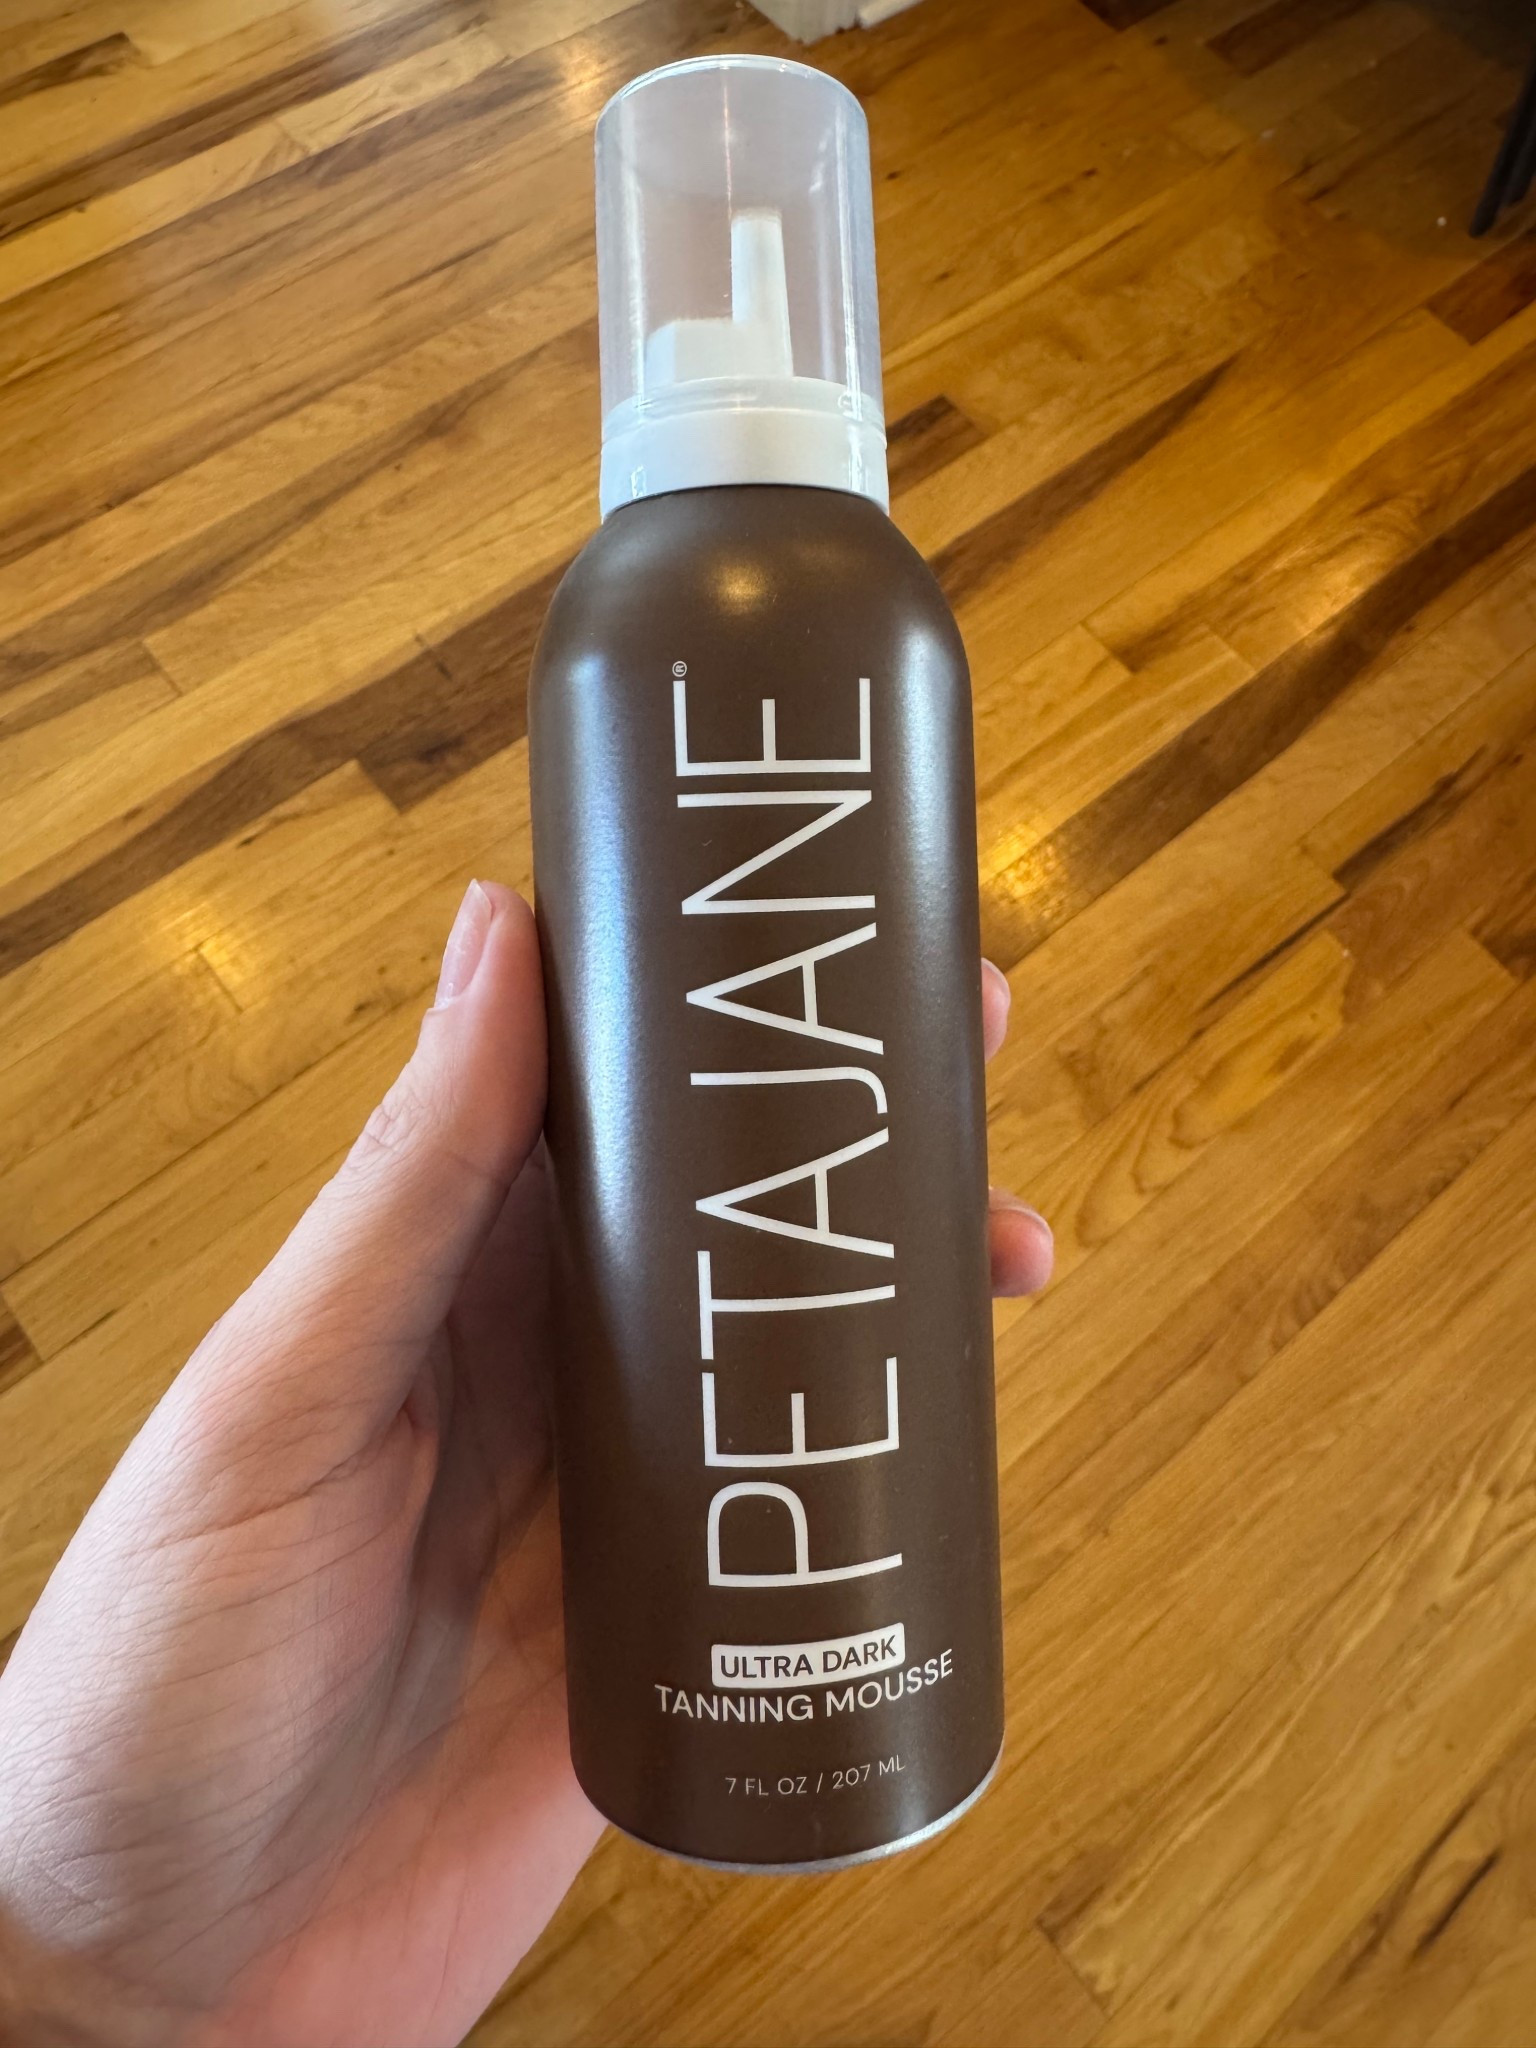 PETAJANE®
ULTRA DARK
TANNING MOUSSE
7 FL OZ / 207 ML